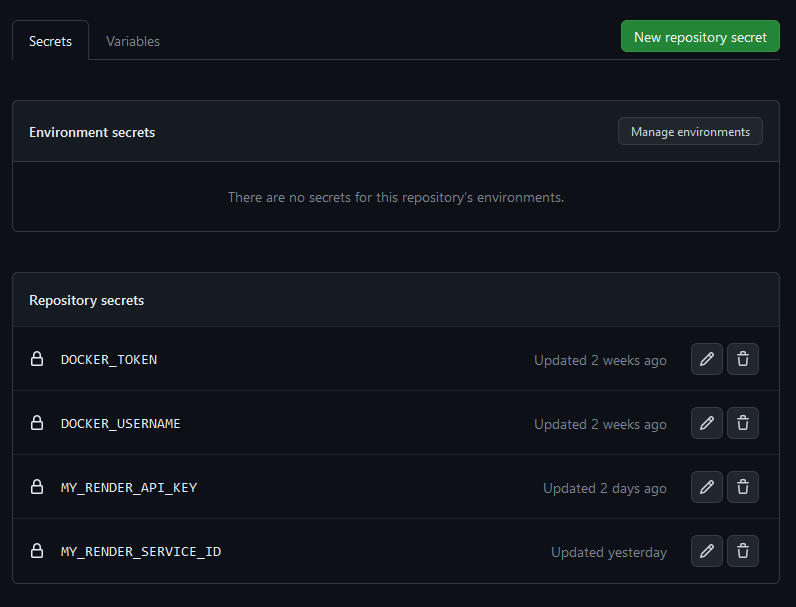 Secrets
Variables
New repository secret
Environment secrets
Manage environments
There are no secrets for this repository's environments.
Repository secrets
DOCKER_TOKEN Updated 2 weeks ago
DOCKER_USERNAME Updated 2 weeks ago
MY_RENDER_API_KEY Updated 2 days ago
MY_RENDER_SERVICE_ID Updated yesterday